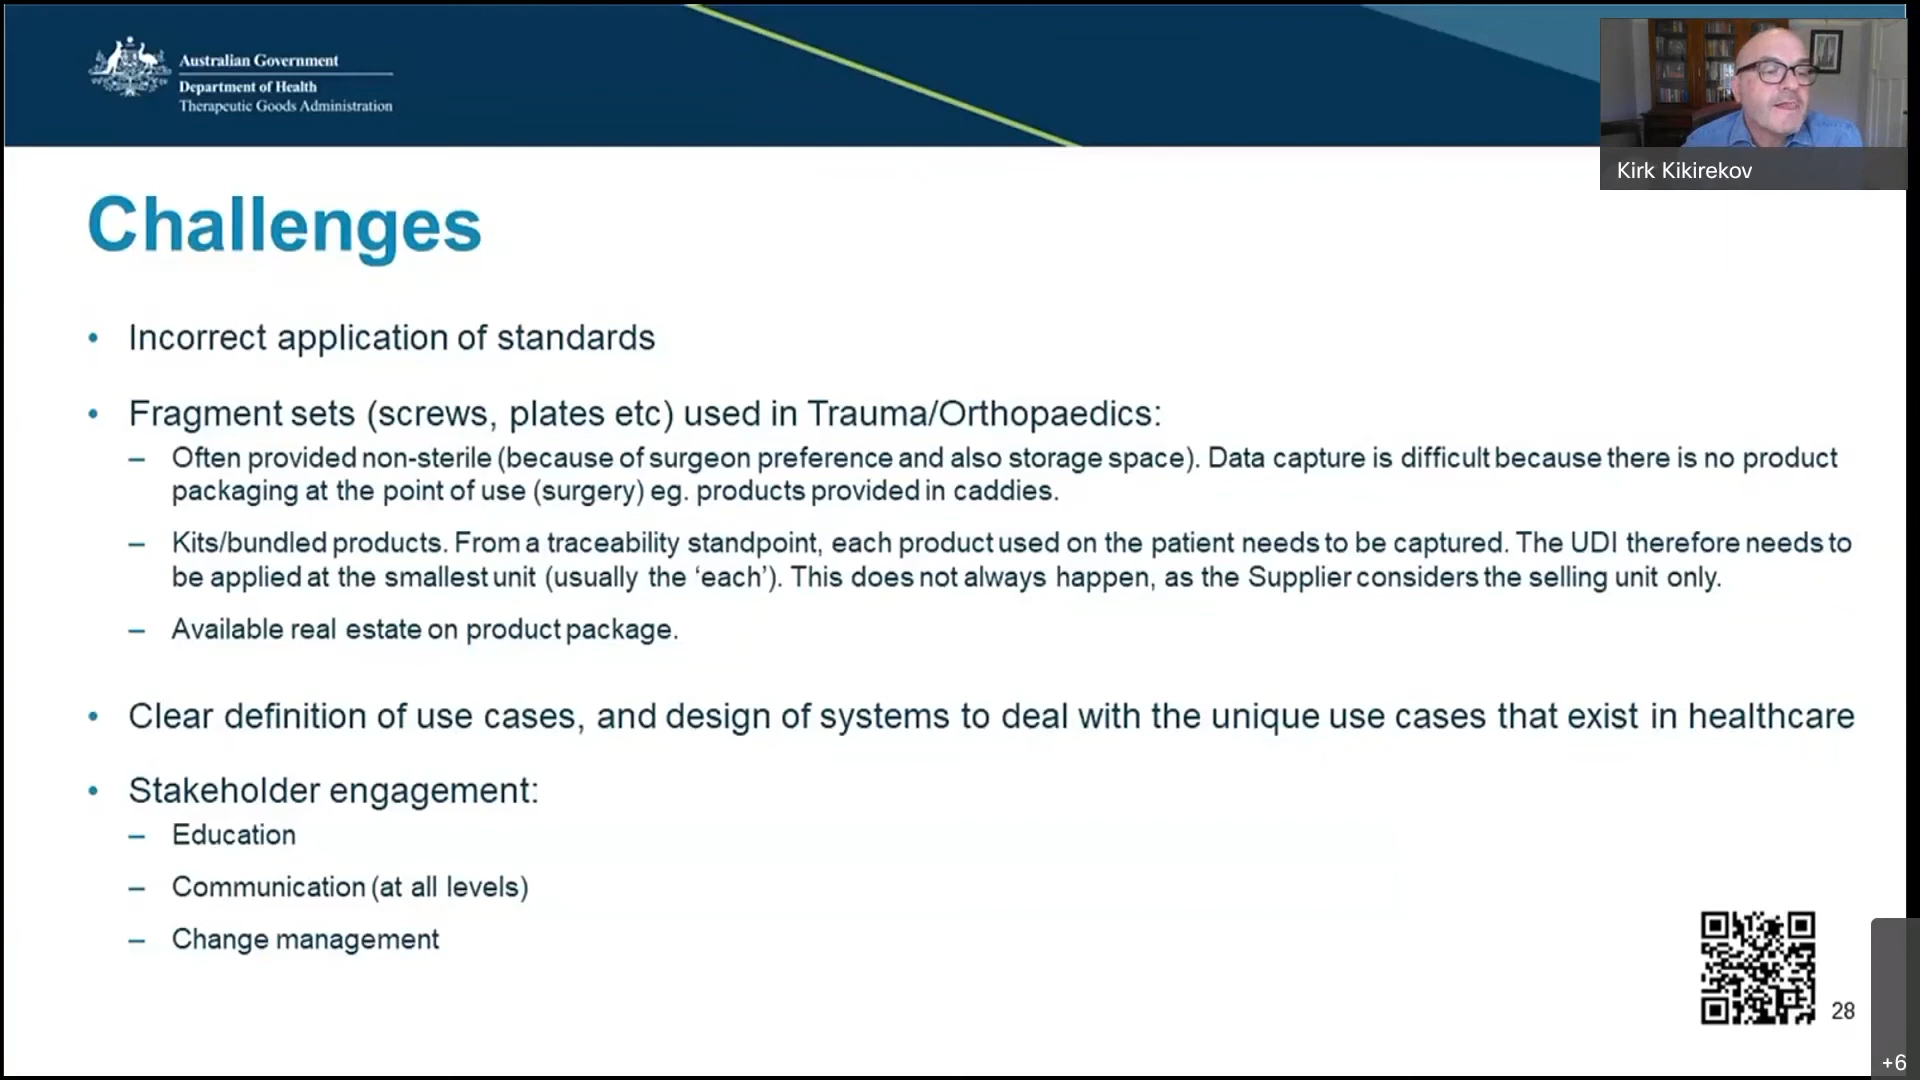 Australian Government
Department of Health
Therapeutic Goods Administration
Kirk Kikirekov
Challenges
• Incorrect application of standards
• Fragment sets (screws, plates etc) used in Trauma/Orthopaedics:
– Often provided non-sterile (because of surgeon preference and also storage space). Data capture is difficult because there is no product
packaging at the point of use (surgery) eg. products provided in caddies.
– Kits/bundled products. From a traceability standpoint, each product used on the patient needs to be captured. The UDI therefore needs to
be applied at the smallest unit (usually the ‘each’). This does not always happen, as the Supplier considers the selling unit only.
– Available real estate on product package.
• Clear definition of use cases, and design of systems to deal with the unique use cases that exist in healthcare
• Stakeholder engagement:
– Education
– Communication (at all levels)
– Change management
28
+6